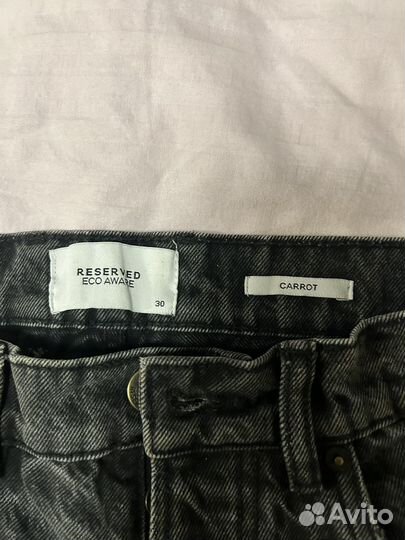 RESERVED
ECO AWARE
30
CARROT
Avito